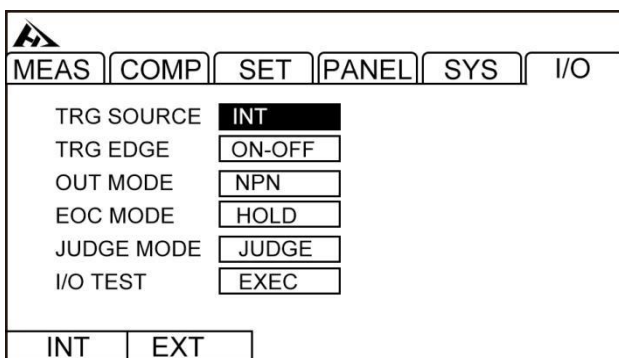 MEAS COMP SET PANEL SYS I/O
TRG SOURCE INT
TRG EDGE ON-OFF
OUT MODE NPN
EOC MODE HOLD
JUDGE MODE JUDGE
I/O TEST EXEC
INT EXT